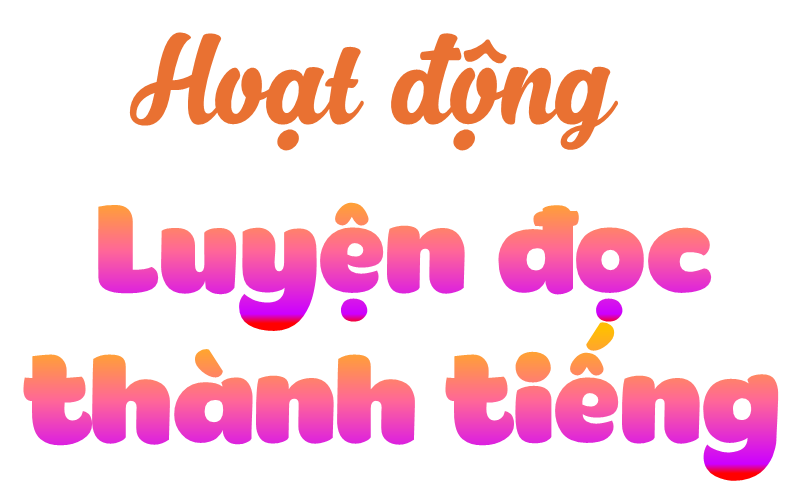 Hoạt động
Luyện đọc
thành tiếng